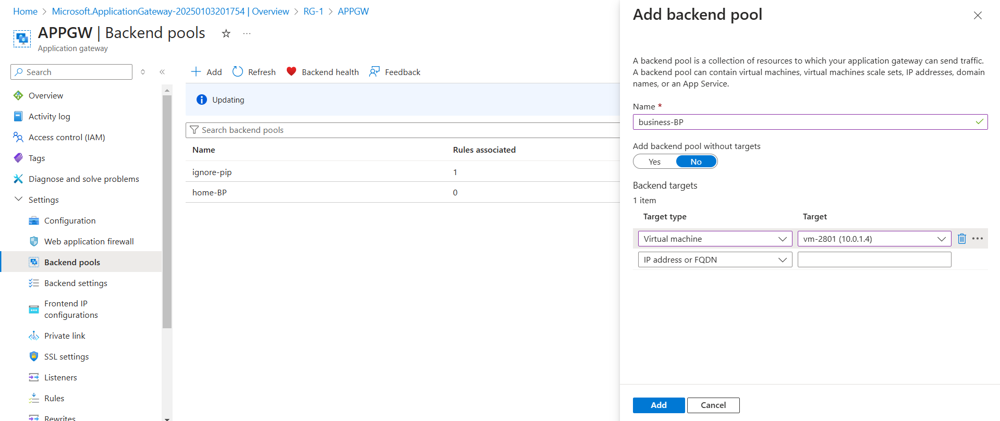 Home > Microsoft.ApplicationGateway-20250103201754 | Overview > RG-1 > APPGW
APPGW | Backend pools
Application gateway
Search
Overview
Activity log
Access control (IAM)
Tags
Diagnose and solve problems
Settings
Configuration
Web application firewall
Backend pools
Backend settings
Frontend IP
configurations
Private link
SSL settings
Listeners
Rules
Rewrites
Add Refresh Backend health Feedback
Updating
Search backend pools
Name Rules associated
ignore-pip 1
home-BP 0
Add backend pool
A backend pool is a collection of resources to which your application gateway can send traffic.
A backend pool can contain virtual machines, virtual machines scale sets, IP addresses, domain
names, or an App Service.
Name *
business-BP
Add backend pool without targets
Yes No
Backend targets
1 item
Target type Target
Virtual machine vm-2801 (10.0.1.4)
IP address or FQDN
Add Cancel